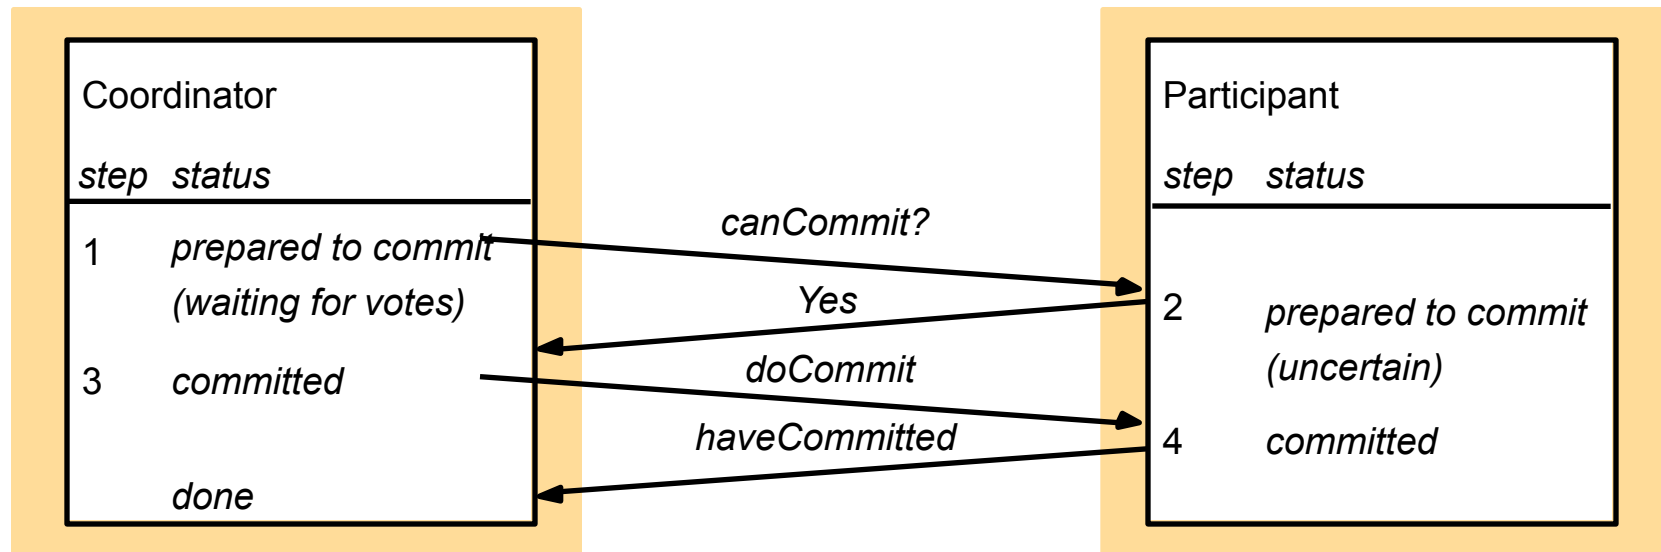 Coordinator
step status
1 prepared to commit
(waiting for votes)
3 committed
done
canCommit?
Yes
doCommit
haveCommitted
Participant
step status
2 prepared to commit
(uncertain)
4 committed